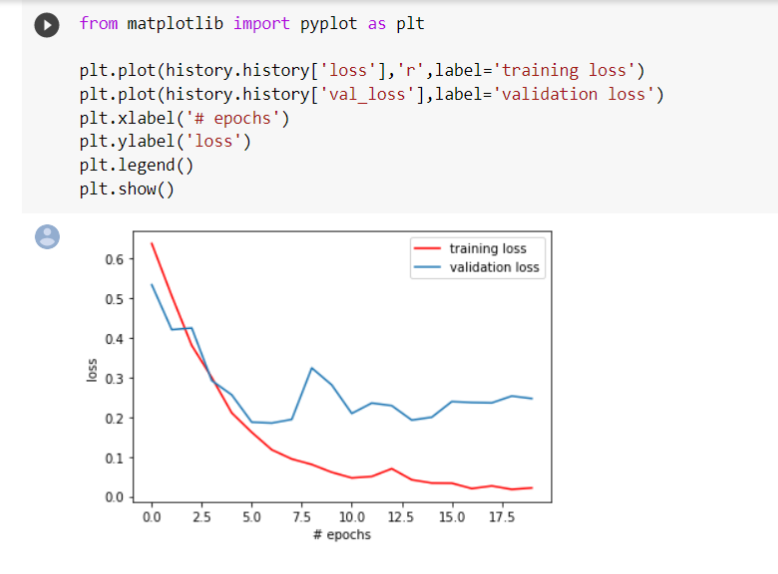 from matplotlib import pyplot as plt
plt.plot(history.history['loss'],'r',label='training loss')
plt.plot(history.history['val_loss'],label='validation loss')
plt.xlabel('# epochs')
plt.ylabel('loss')
plt.legend()
plt.show()
training loss
validation loss
0.6
0.5
0.4
0.3
0.2
0.1
0.0
loss
0.0 2.5 5.0 7.5 10.0 12.5 15.0 17.5
# epochs